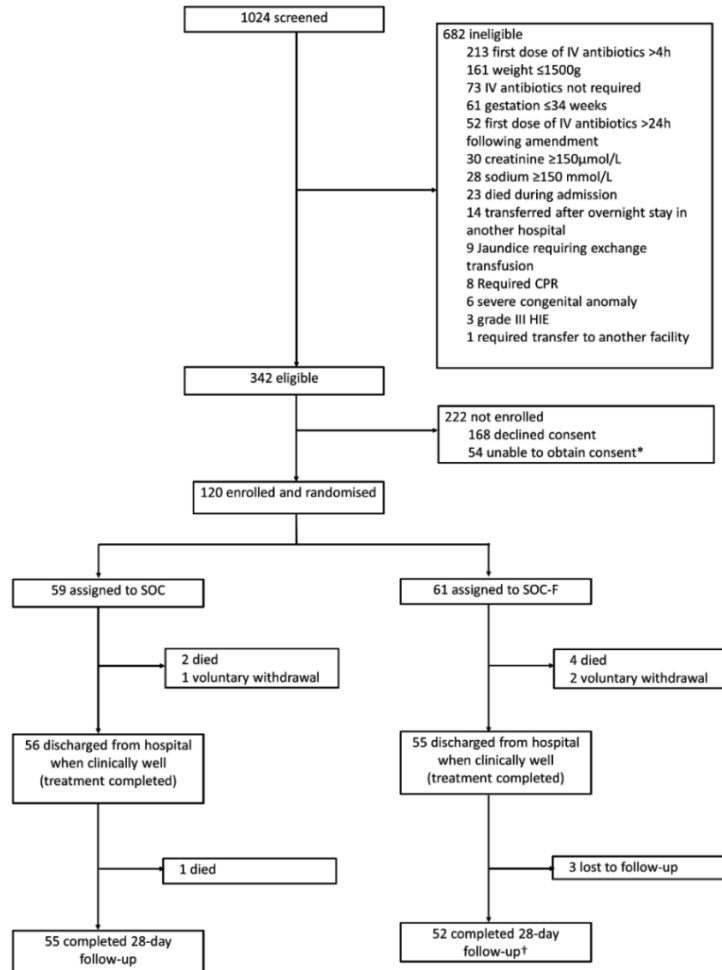 1024 screened
682 ineligible
213 first dose of IV antibiotics >4h
161 weight ≤1500g
73 IV antibiotics not required
61 gestation ≤34 weeks
52 first dose of IV antibiotics >24h
following amendment
30 creatinine ≥150µmol/L
28 sodium ≥150 mmol/L
23 died during admission
14 transferred after overnight stay in
another hospital
9 Jaundice requiring exchange
transfusion
8 Required CPR
6 severe congenital anomaly
3 grade III HIE
1 required transfer to another facility
342 eligible
222 not enrolled
168 declined consent
54 unable to obtain consent*
120 enrolled and randomised
59 assigned to SOC
61 assigned to SOC-F
2 died
1 voluntary withdrawal
4 died
2 voluntary withdrawal
56 discharged from hospital
when clinically well
(treatment completed)
55 discharged from hospital
when clinically well
(treatment completed)
1 died
3 lost to follow-up
55 completed 28-day
follow-up
52 completed 28-day
follow-up†